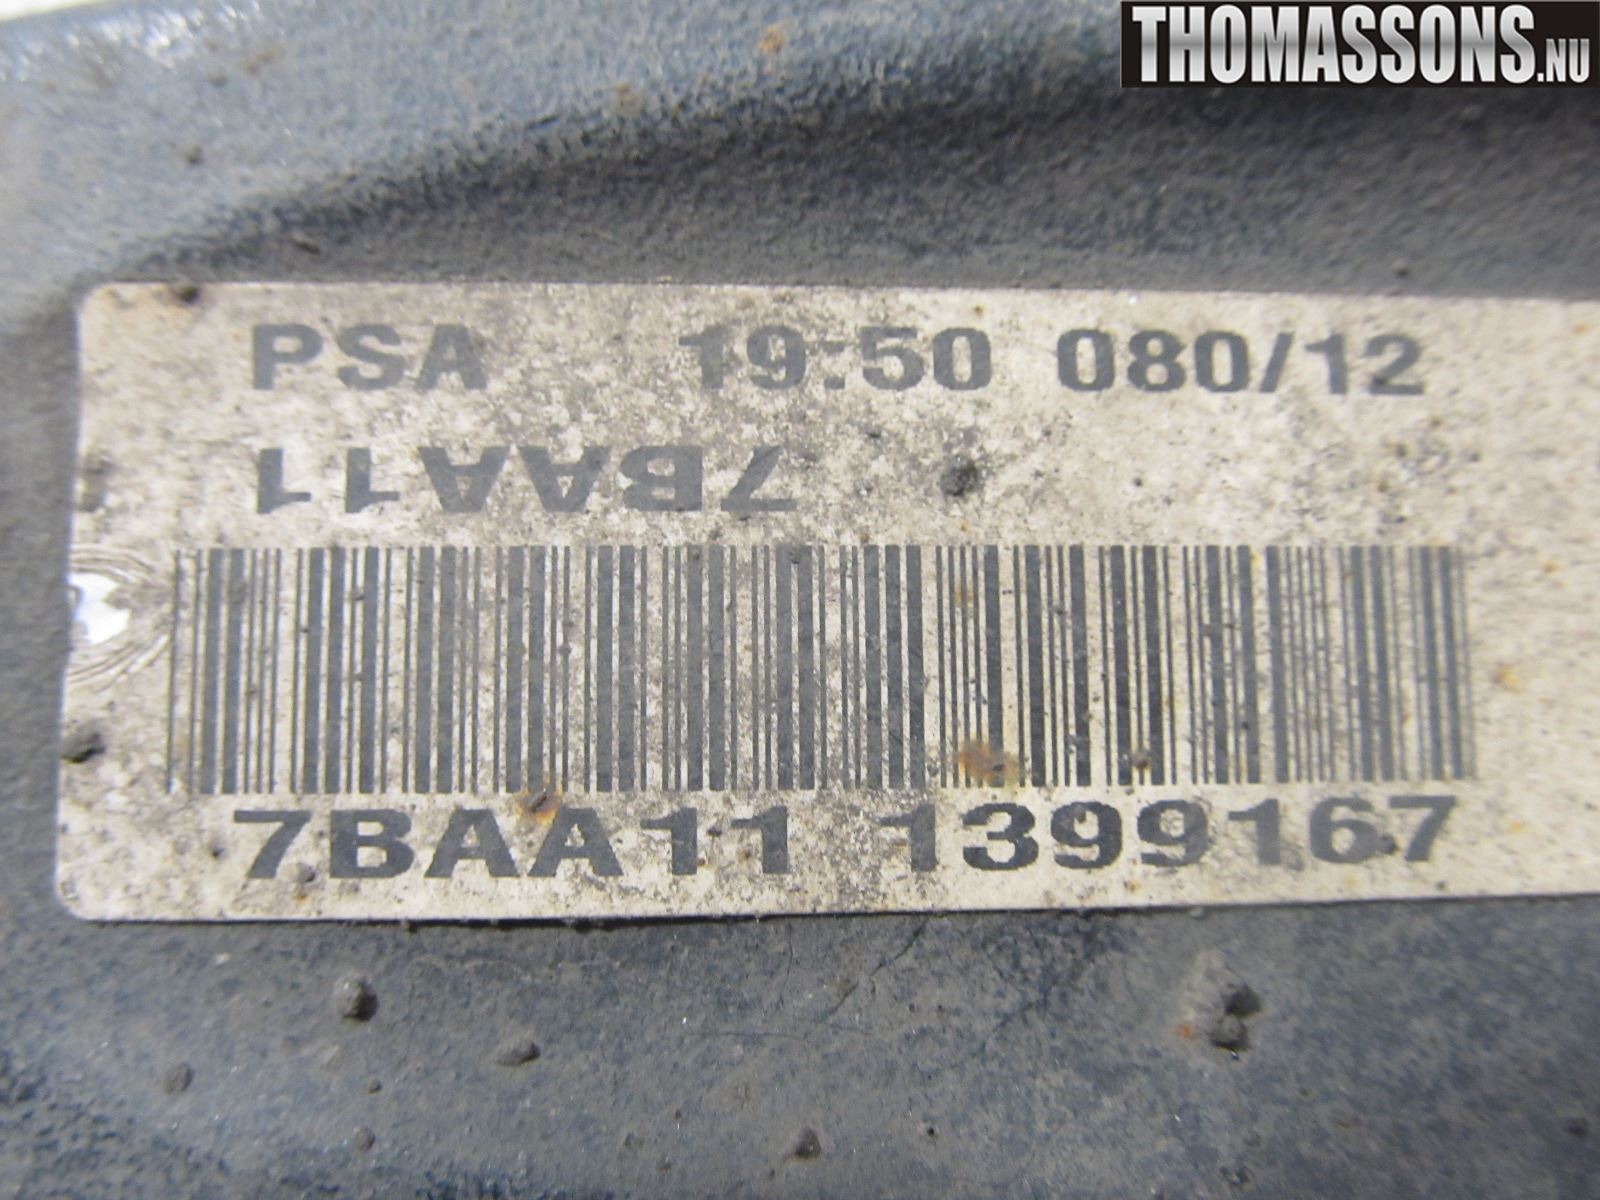 THOMASSONS.NU
PSA 19:50 080/12
7BAA11
7BAA11 1399167